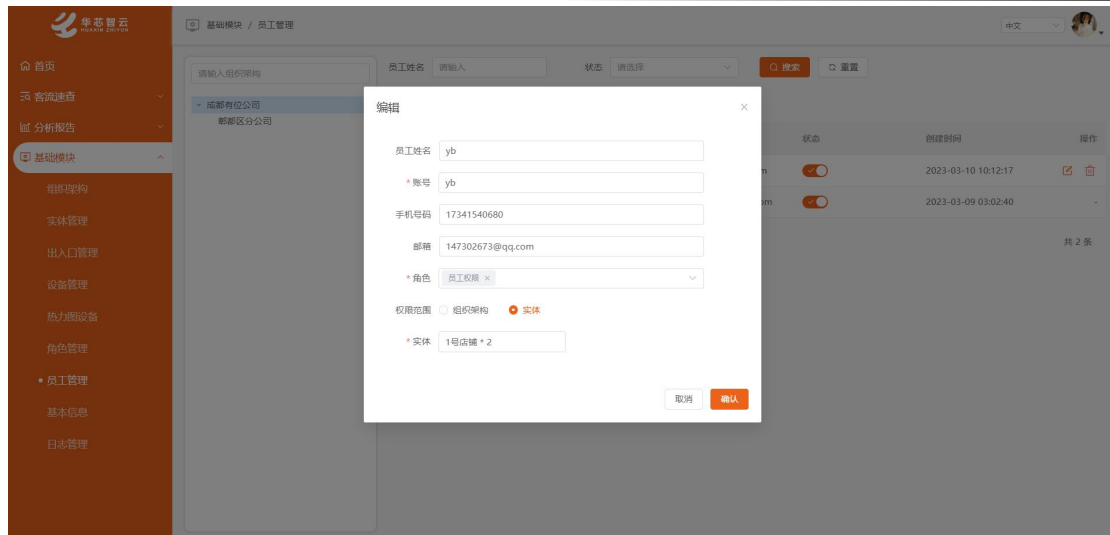 华芯智云
HUAXIN ZHIYUN
基础模块 / 员工管理
中文
首页
客流速查
分析报告
基础模块
组织架构
实体管理
出入口管理
设备管理
热力图设备
角色管理
员工管理
基本信息
日志管理
请输入组织架构
成都有位公司
郫都区分公司
员工姓名 请输入 状态 请选择 搜索 重置
状态 创建时间 操作
2023-03-10 10:12:17
2023-03-09 03:02:40 -
共 2 条
编辑
员工姓名 yb
* 账号 yb
手机号码 17341540680
邮箱 147302673@qq.com
* 角色 员工权限 ×
权限范围 组织架构 实体
* 实体 1号店铺 * 2
取消 确认